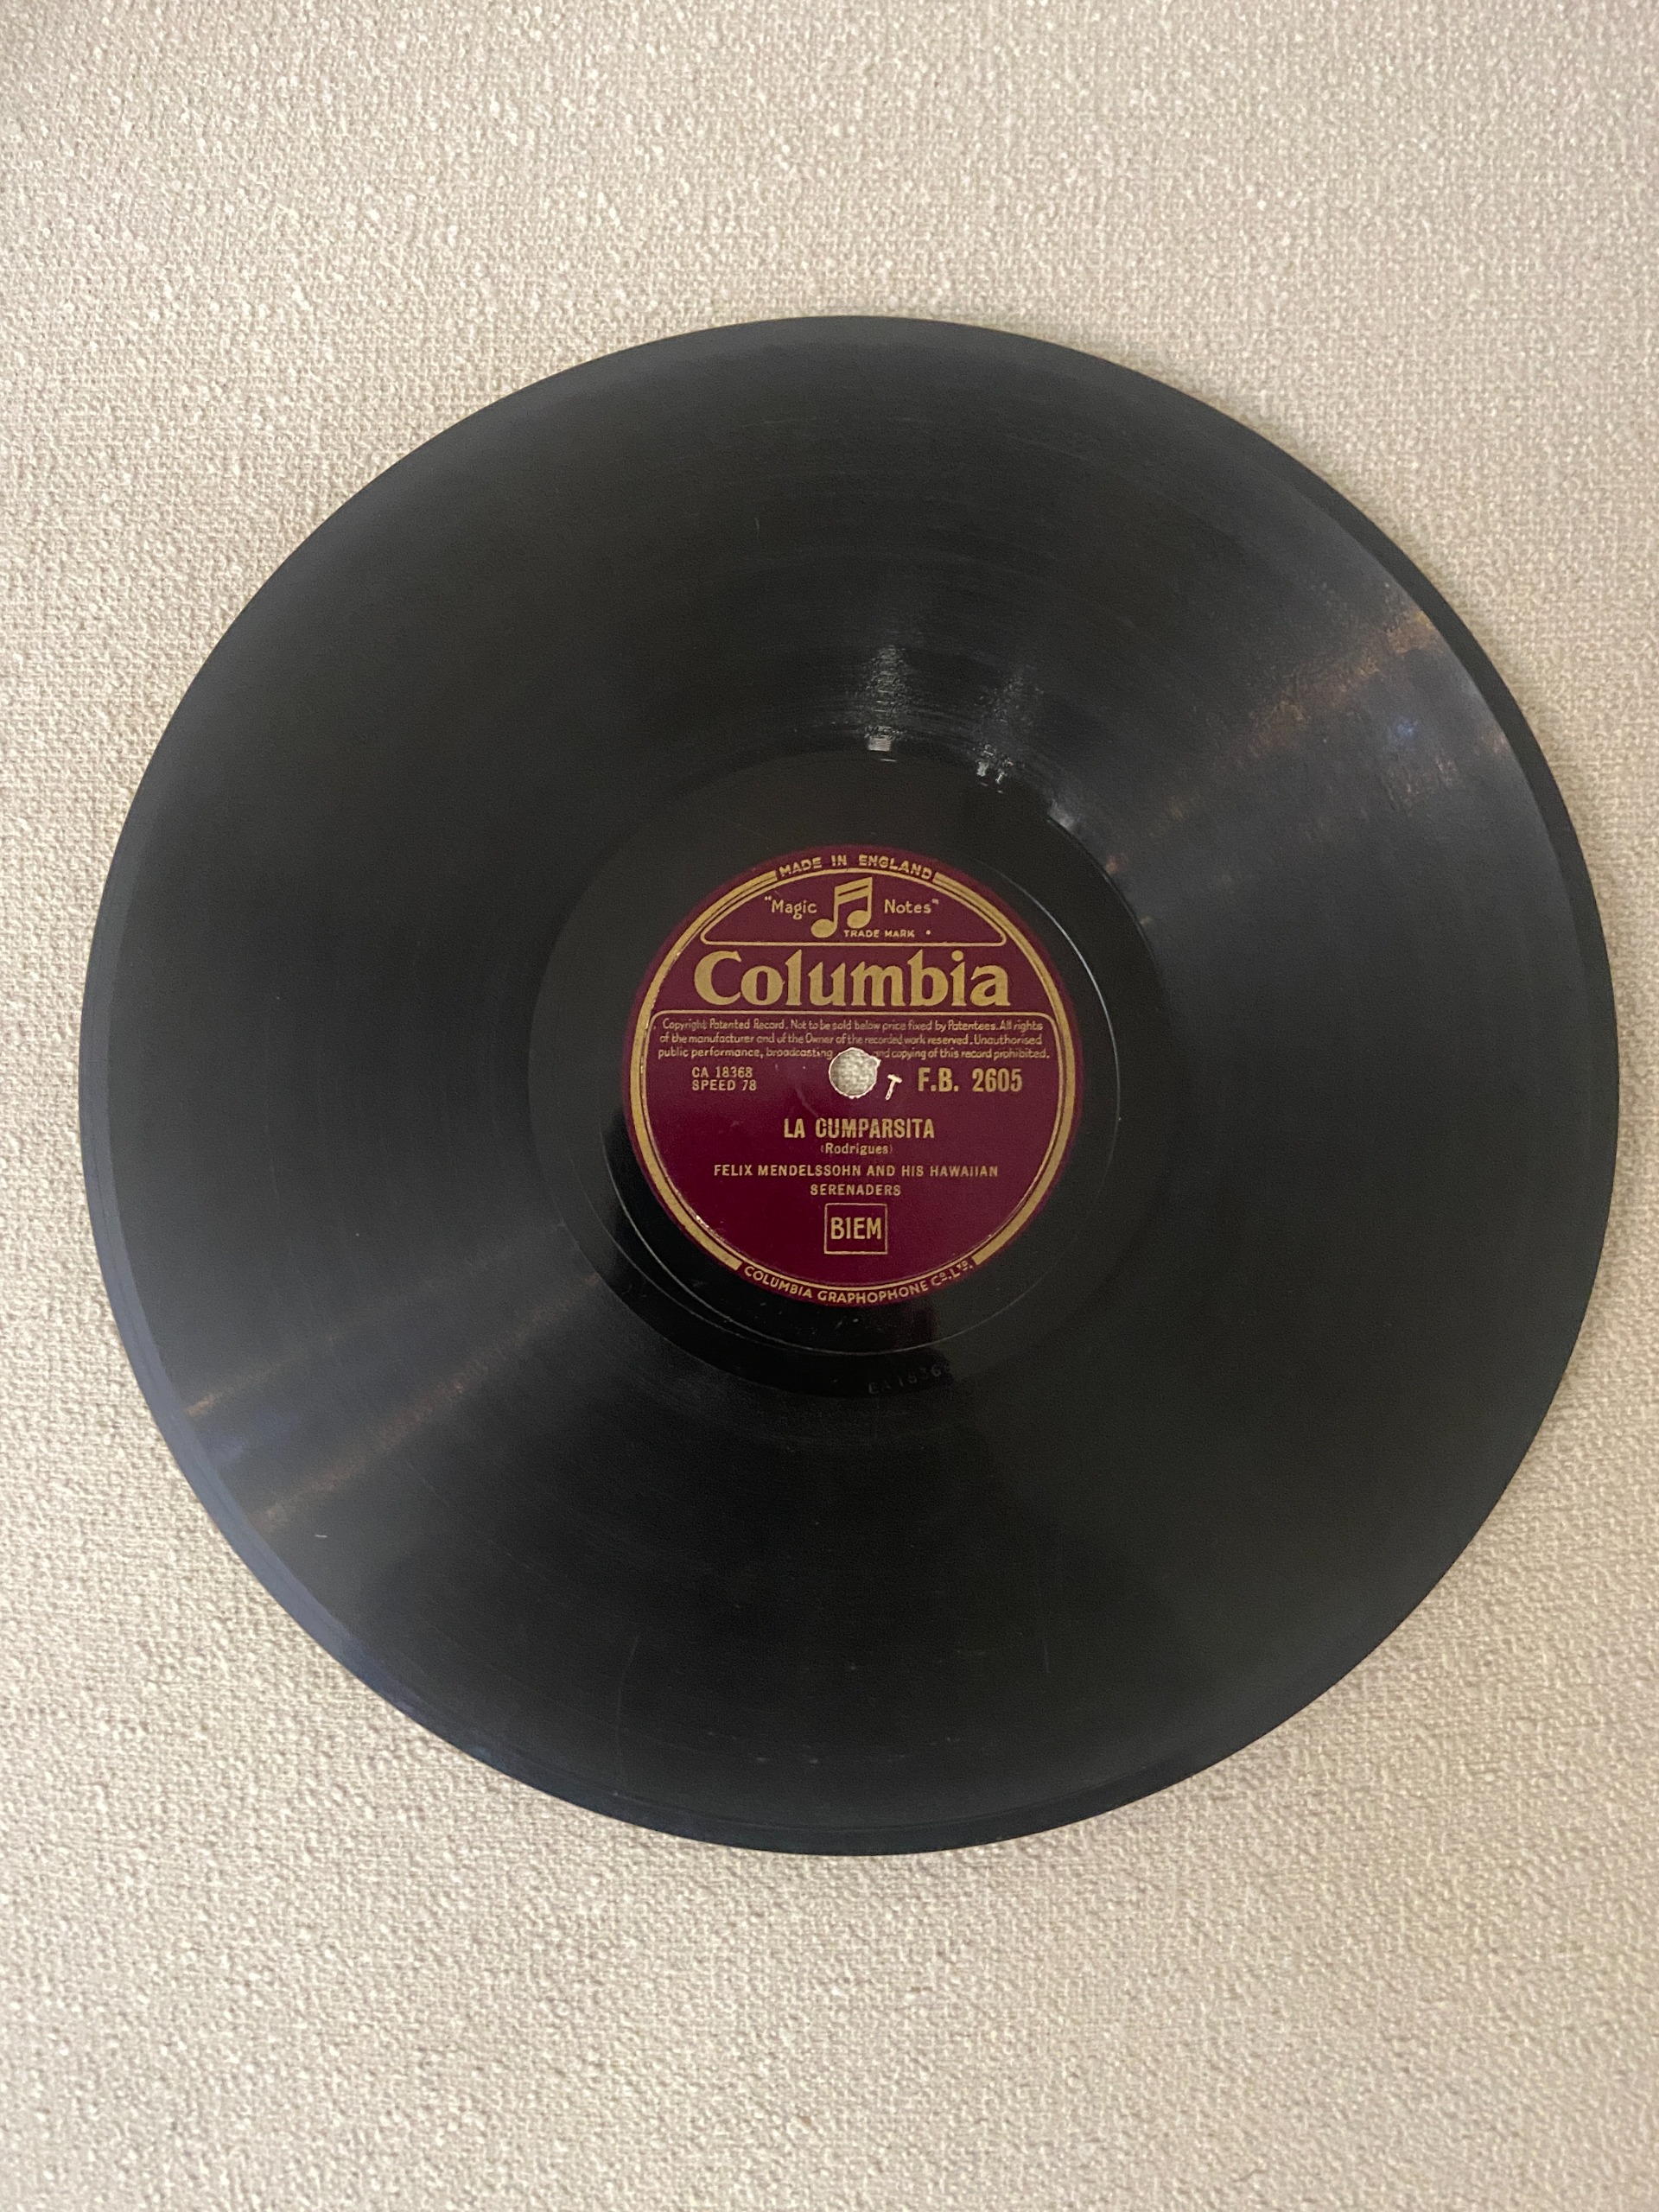 MADE IN ENGLAND
"Magic Notes"
TRADE MARK
Columbia
Copyright Patented Record. Not to be sold below price fixed by Patentees. All rights
of the manufacturer and of the Owner of the recorded work reserved. Unauthorised
public performance, broadcasting and copying of this record prohibited.
CA 18368
SPEED 78
F.B. 2605
LA CUMPARSITA
(Rodrigues)
FELIX MENDELSSOHN AND HIS HAWAIIAN
SERENADERS
BIEM
COLUMBIA GRAPHOPHONE CO. LTD.